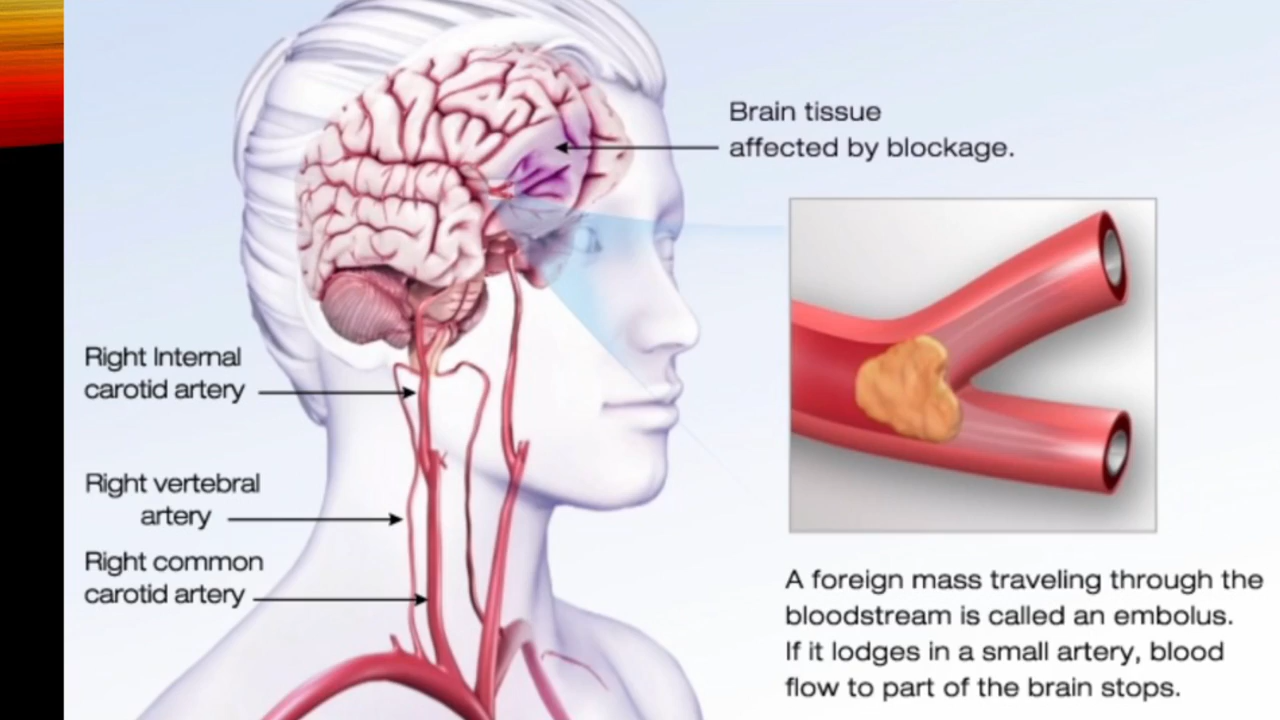 Brain tissue
affected by blockage.
Right Internal
carotid artery
Right vertebral
artery
Right common
carotid artery
A foreign mass traveling through the
bloodstream is called an embolus.
If it lodges in a small artery, blood
flow to part of the brain stops.